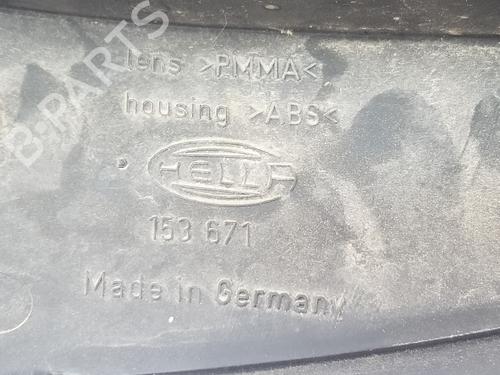 B-PARTS
lens >PMMA<
housing >ABS<
HELLA
153 671
Made in Germany